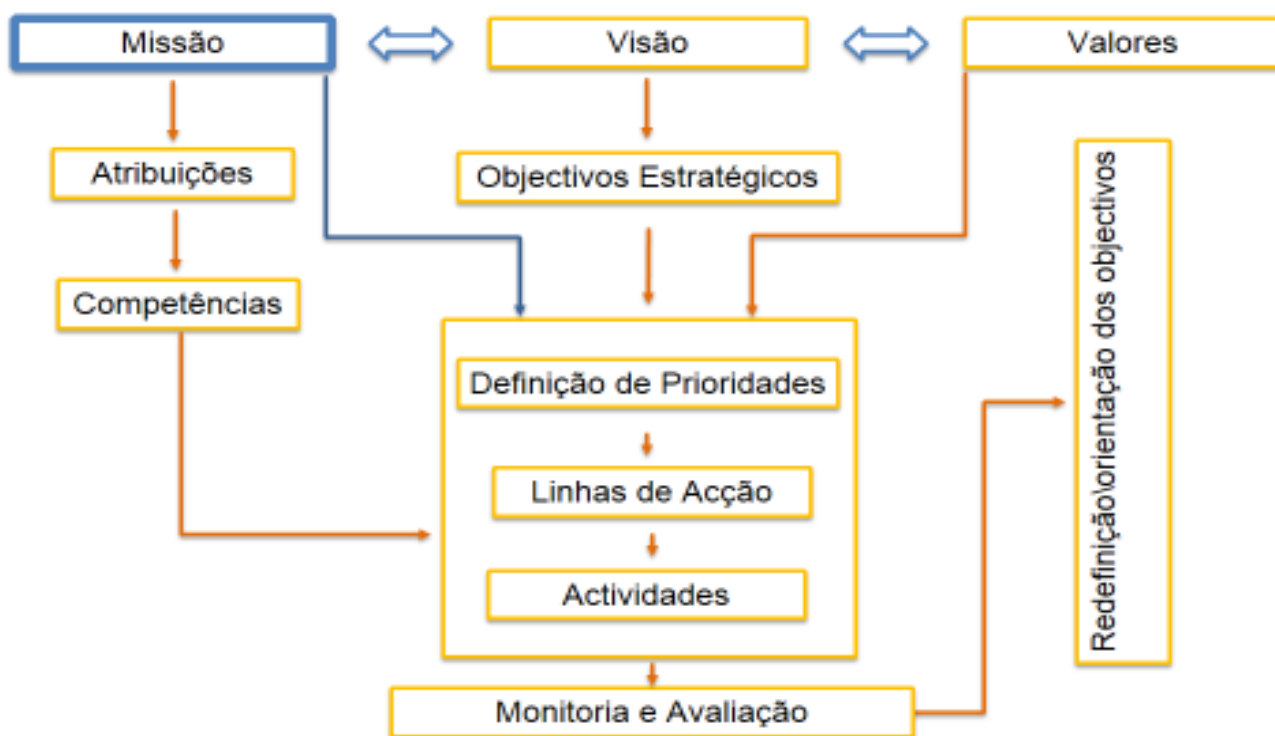 Missão
Visão
Valores
Atribuições
Objectivos Estratégicos
Competências
Definição de Prioridades
Linhas de Acção
Actividades
Monitoria e Avaliação
Redefinição\orientação dos objectivos